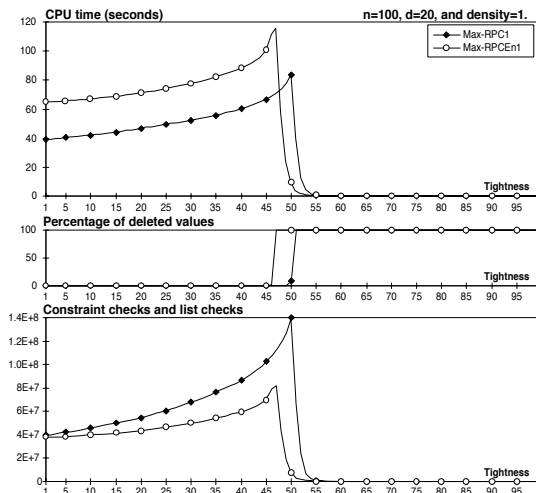 CPU time (seconds) n=100, d=20, and density=1.
120
Max-RPC1
Max-RPCEn1
100
80
60
40
20
Tightness
0
1 5 10 15 20 25 30 35 40 45 50 55 60 65 70 75 80 85 90 95
Percentage of deleted values
100
50
Tightness
0
1 5 10 15 20 25 30 35 40 45 50 55 60 65 70 75 80 85 90 95
Constraint checks and list checks
1.4E+8
1.2E+8
1.0E+8
8E+7
6E+7
4E+7
2E+7
Tightness
0
1 5 10 15 20 25 30 35 40 45 50 55 60 65 70 75 80 85 90 95